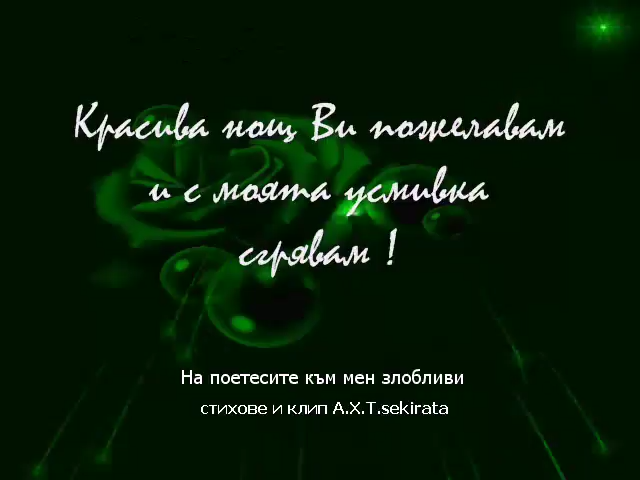 Красива нощ Ви пожелавам
и с моята усмивка
сгрявам !
На поетесите към мен злобливи
стихове и клип А.Х.Т.sekirata